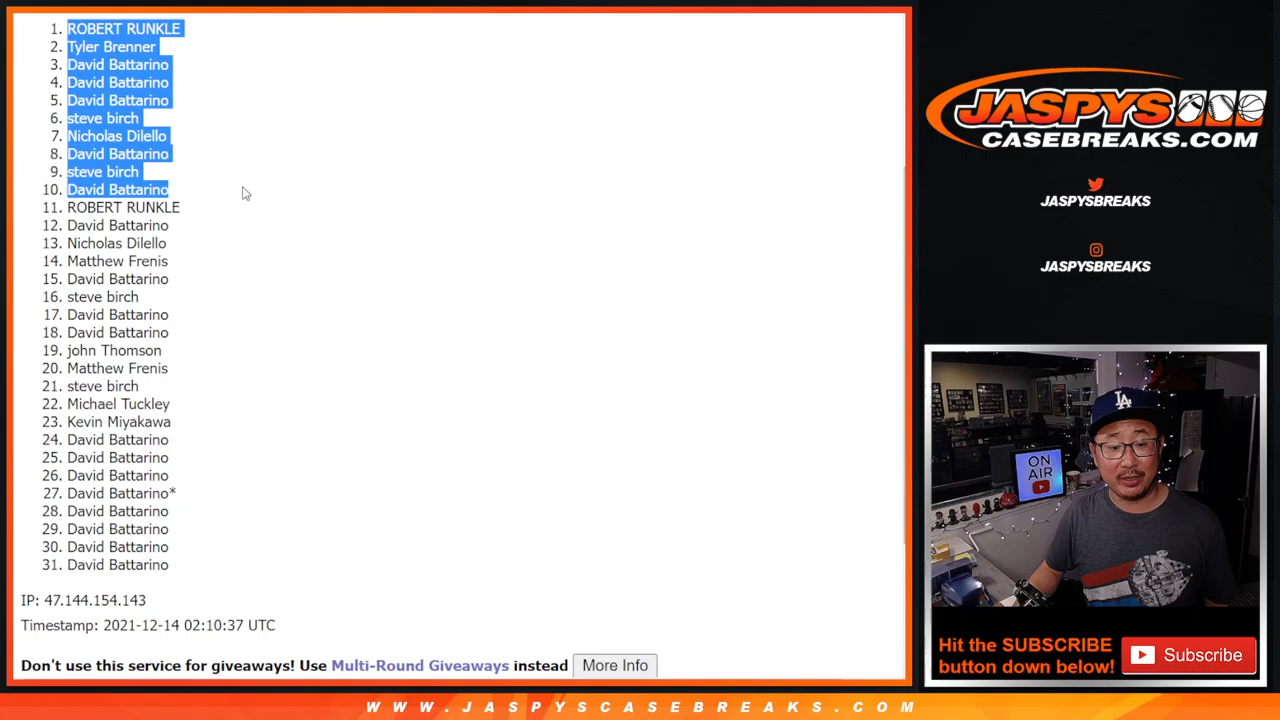 1. ROBERT RUNKLE
2. Tyler Brenner
3. David Battarino
4. David Battarino
5. David Battarino
6. steve birch
7. Nicholas Dilello
8. David Battarino
9. steve birch
10. David Battarino
11. ROBERT RUNKLE
12. David Battarino
13. Nicholas Dilello
14. Matthew Frenis
15. David Battarino
16. steve birch
17. David Battarino
18. David Battarino
19. john Thomson
20. Matthew Frenis
21. steve birch
22. Michael Tuckley
23. Kevin Miyakawa
24. David Battarino
25. David Battarino
26. David Battarino
27. David Battarino*
28. David Battarino
29. David Battarino
30. David Battarino
31. David Battarino
IP: 47.144.154.143
Timestamp: 2021-12-14 02:10:37 UTC
Don't use this service for giveaways! Use Multi-Round Giveaways instead More Info
JASPYS
CASEBREAKS.COM
JASPYSBREAKS
JASPYSBREAKS
ON
AIR
LA
Hit the SUBSCRIBE
button down below!
Subscribe
WWW.JASPYSCASEBREAKS.COM